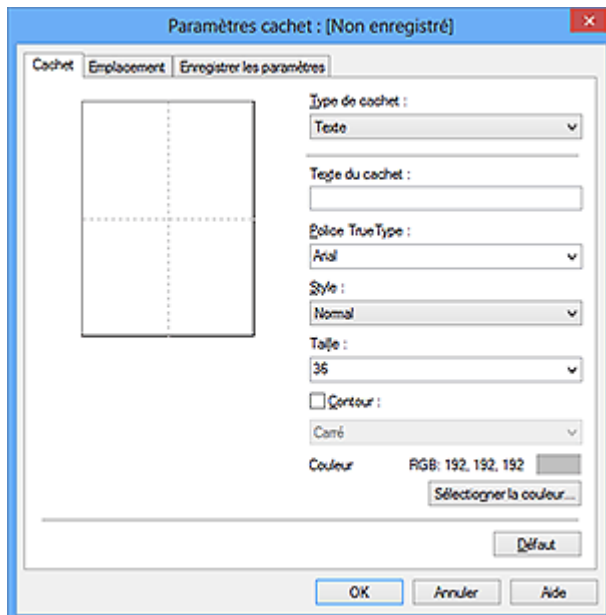 Paramètres cachet : [Non enregistré]
Cachet Emplacement Enregistrer les paramètres
Type de cachet :
Texte
Texte du cachet :
Police TrueType :
Arial
Style :
Normal
Taille :
36
Contour :
Carré
Couleur RGB: 192, 192, 192
Sélectionner la couleur...
Défaut
OK Annuler Aide